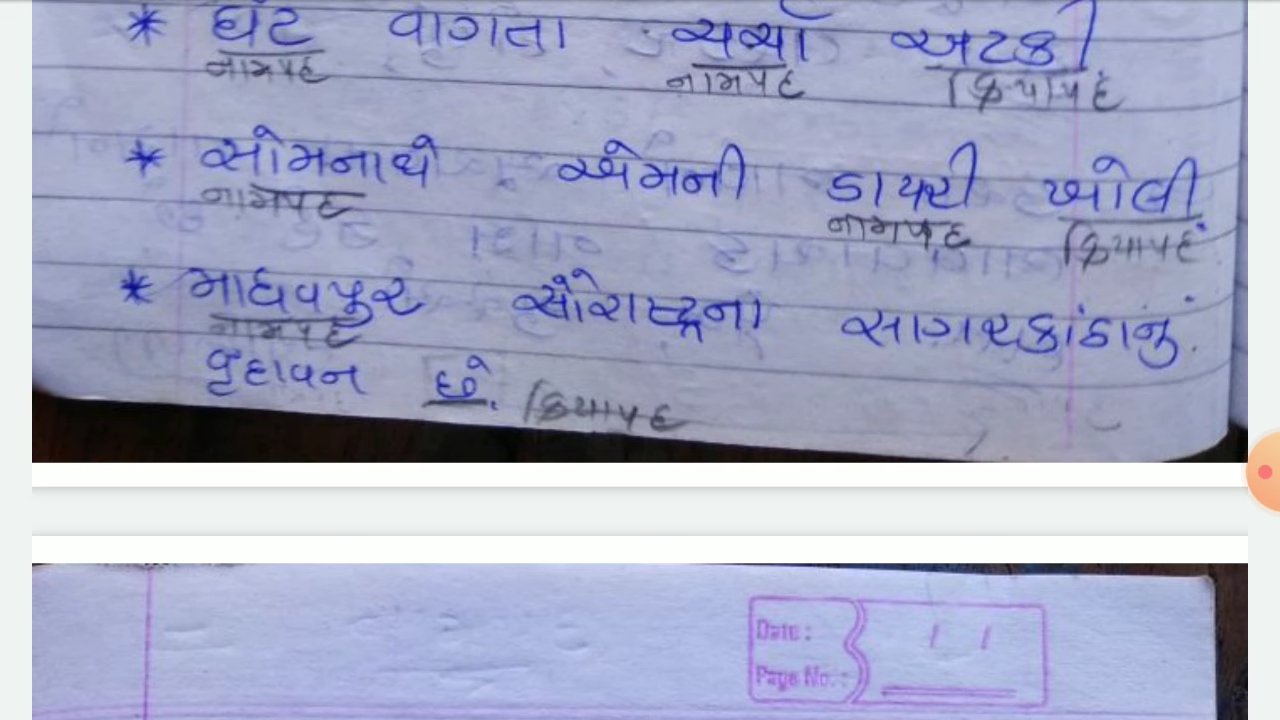 * ઘંટ વાગતા ચર્ચા અટકી
નામપદ નામપદ ક્રિયાપદ
* સોમનાથે એમની ડાયરી ખોલી
નામપદ નામપદ ક્રિયાપદ
* માધવપુર સૌરાષ્ટ્રના સાગરકાંઠાનું
નામપદ
વૃંદાવન છે. ક્રિયાપદ
Date : / /
Page No. :